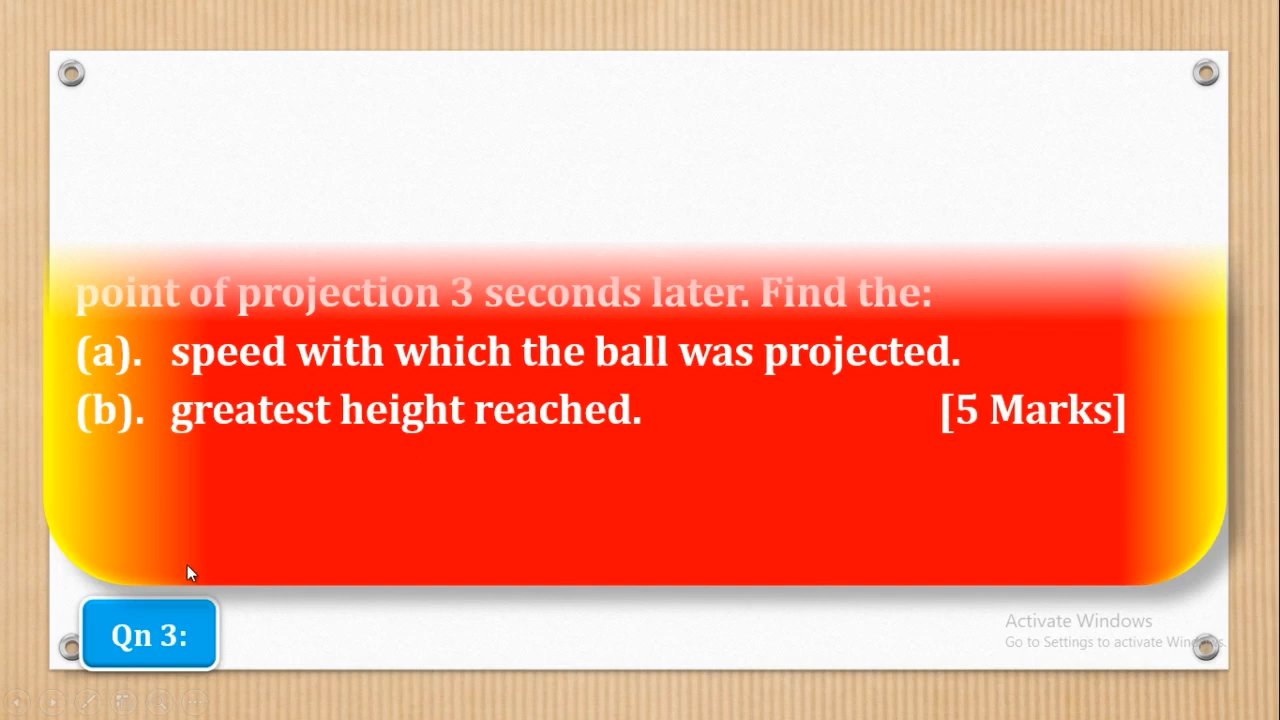 point of projection 3 seconds later. Find the:
(a). speed with which the ball was projected.
(b). greatest height reached. [5 Marks]
Qn 3:
Activate Windows
Go to Settings to activate Windows.